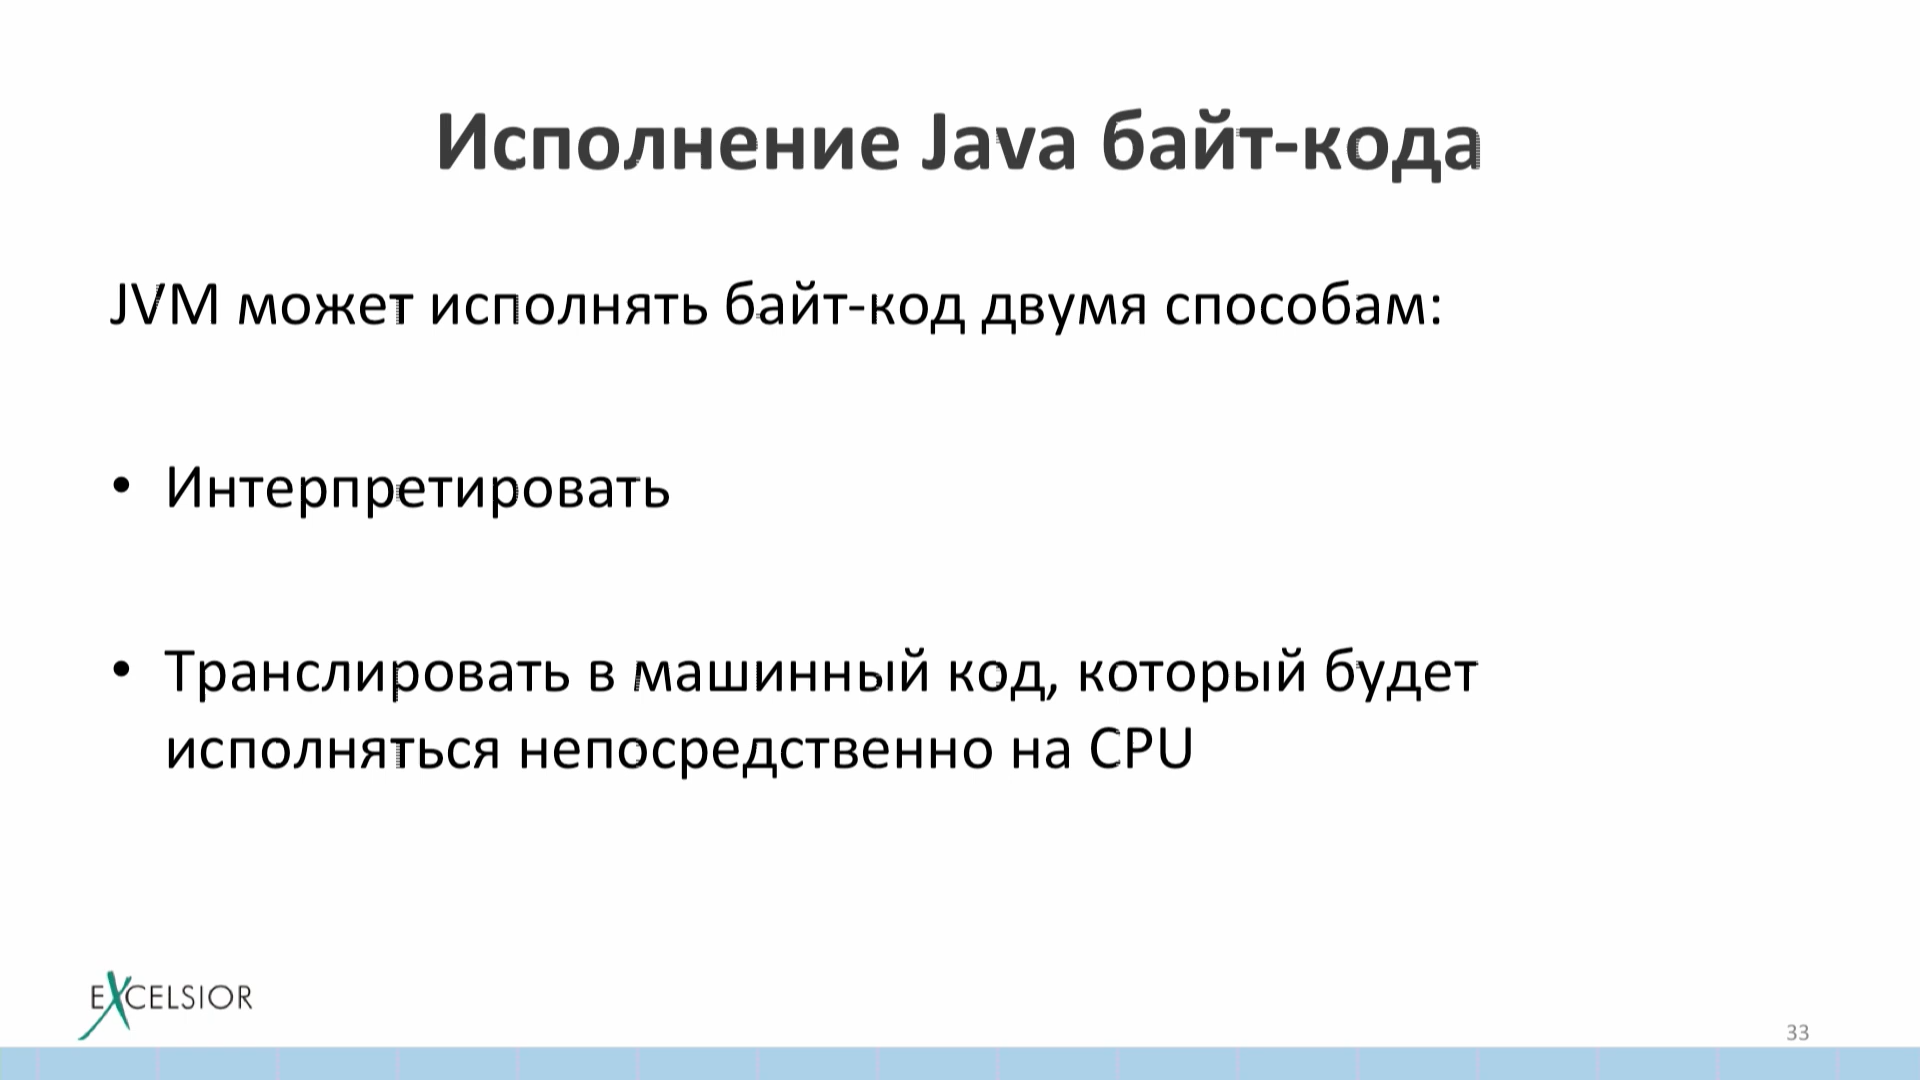 Исполнение Java байт-кода
JVM может исполнять байт-код двумя способам:
• Интерпретировать
• Транслировать в машинный код, который будет
исполняться непосредственно на CPU
EXCELSIOR
33